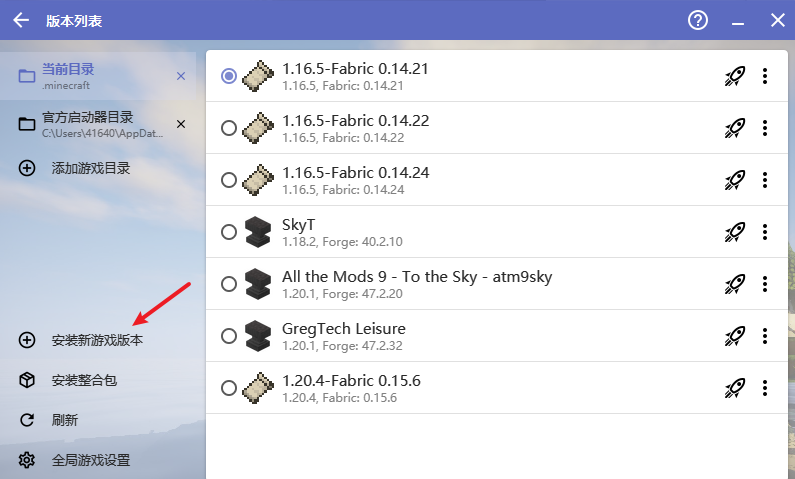 版本列表
当前目录
.minecraft
官方启动器目录
C:\Users\41640\AppDat...
添加游戏目录
安装新游戏版本
安装整合包
刷新
全局游戏设置
1.16.5-Fabric 0.14.21
1.16.5, Fabric: 0.14.21
1.16.5-Fabric 0.14.22
1.16.5, Fabric: 0.14.22
1.16.5-Fabric 0.14.24
1.16.5, Fabric: 0.14.24
SkyT
1.18.2, Forge: 40.2.10
All the Mods 9 - To the Sky - atm9sky
1.20.1, Forge: 47.2.20
GregTech Leisure
1.20.1, Forge: 47.2.32
1.20.4-Fabric 0.15.6
1.20.4, Fabric: 0.15.6